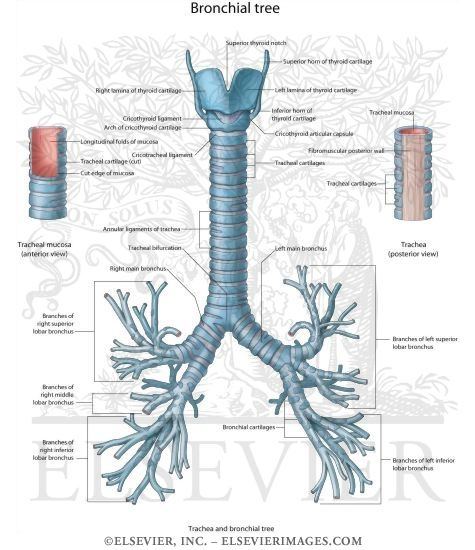 Bronchial tree
Superior thyroid notch
Superior horn of thyroid cartilage
Right lamina of thyroid cartilage
Left lamina of thyroid cartilage
Inferior horn of
thyroid cartilage
Cricothyroid ligament
Arch of cricothyroid cartilage
Cricothyroid articular capsule
Cricotracheal ligament
Tracheal cartilages
Longitudinal folds of mucosa
Tracheal cartilage (cut)
Cut edge of mucosa
Tracheal mucosa
(anterior view)
Tracheal mucosa
Fibromuscular posterior wall
Tracheal cartilages
Trachea
(posterior view)
Annular ligaments of trachea
Tracheal bifurcation
Left main bronchus
Right main bronchus
Branches of
right superior
lobar bronchus
Branches of left superior
lobar bronchus
Branches of
right middle
lobar bronchus
Bronchial cartilages
Branches of
right inferior
lobar bronchus
Branches of left inferior
lobar bronchus
ELSEVIER
Trachea and bronchial tree
©ELSEVIER, INC. – ELSEVIERIMAGES.COM